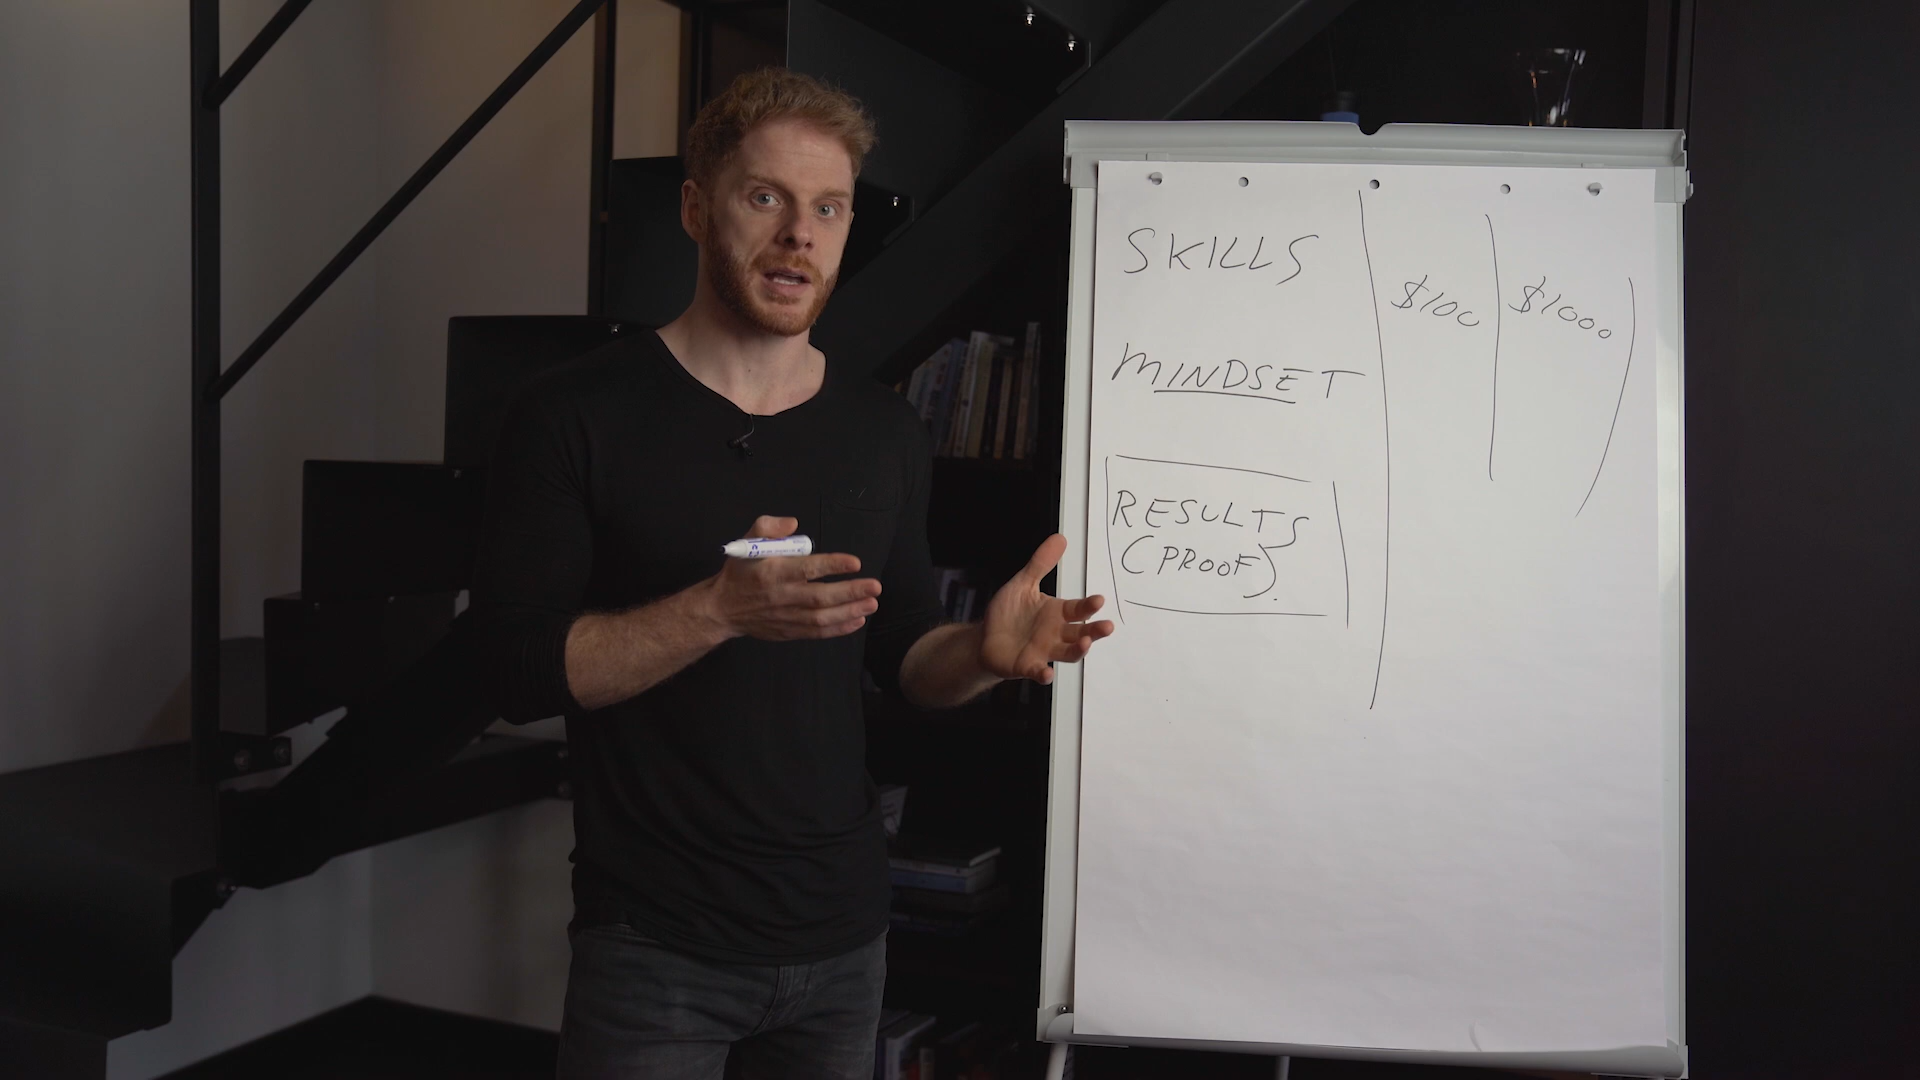 SKILLS
$100
$1000
MINDSET
RESULTS
(PROOF).